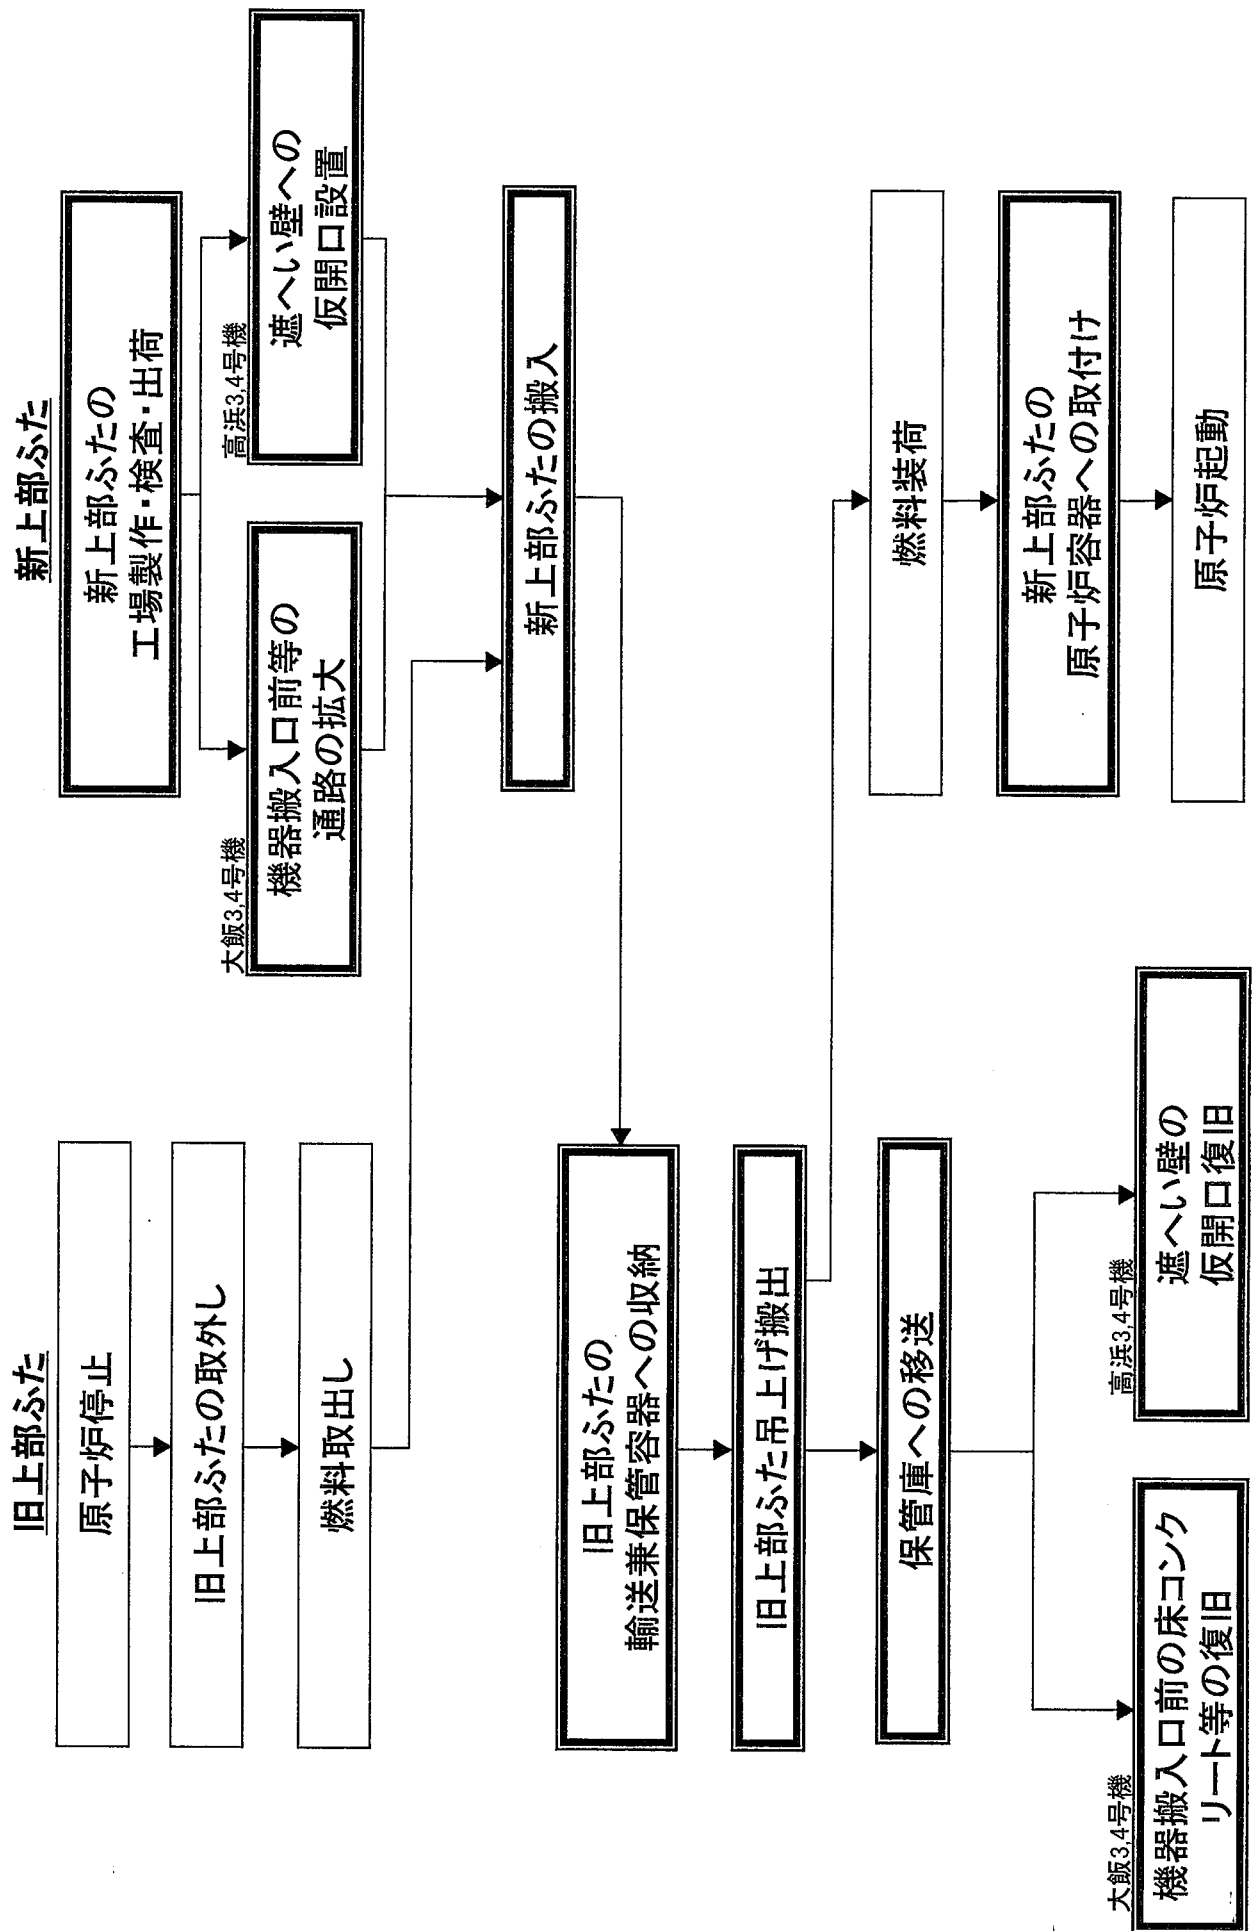 旧上部ふた
原子炉停止
旧上部ふたの取外し
燃料取出し
旧上部ふたの
輸送兼保管容器への収納
旧上部ふた吊上げ搬出
保管庫への移送
大飯3,4号機
機器搬入口前の床コンク
リート等の復旧
高浜3,4号機
遮へい壁の
仮開口復旧
新上部ふた
新上部ふたの
工場製作・検査・出荷
大飯3,4号機
機器搬入口前等の
通路の拡大
高浜3,4号機
遮へい壁への
仮開口設置
新上部ふたの搬入
燃料装荷
新上部ふたの
原子炉容器への取付け
原子炉起動